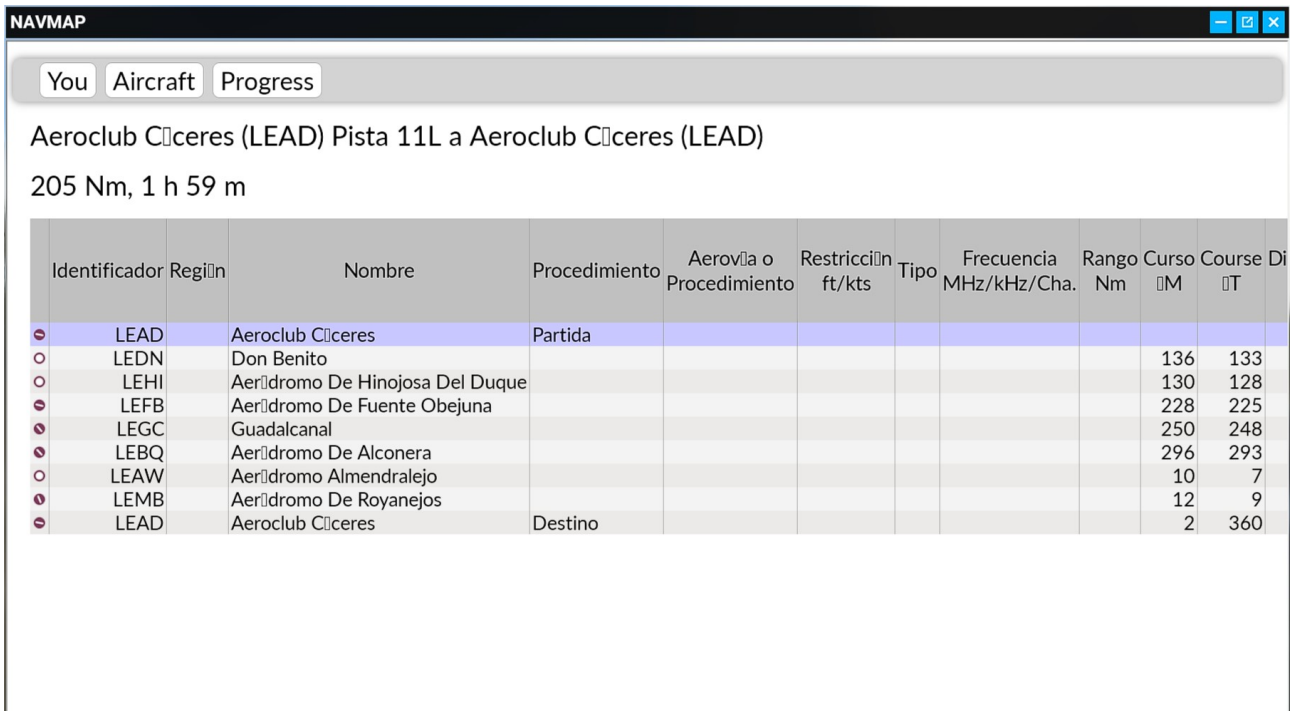 NAVMAP
You Aircraft Progress
Aeroclub C▯ceres (LEAD) Pista 11L a Aeroclub C▯ceres (LEAD)
205 Nm, 1 h 59 m
Identificador Regi▯n Nombre Procedimiento Aerov▯a o Procedimiento Restricci▯n ft/kts Tipo Frecuencia MHz/kHz/Cha. Rango Nm Curso ▯M Course ▯T Di
LEAD Aeroclub C▯ceres Partida
LEDN Don Benito 136 133
LEHI Aer▯dromo De Hinojosa Del Duque 130 128
LEFB Aer▯dromo De Fuente Obejuna 228 225
LEGC Guadalcanal 250 248
LEBQ Aer▯dromo De Alconera 296 293
LEAW Aer▯dromo Almendralejo 10 7
LEMB Aer▯dromo De Royanejos 12 9
LEAD Aeroclub C▯ceres Destino 2 360